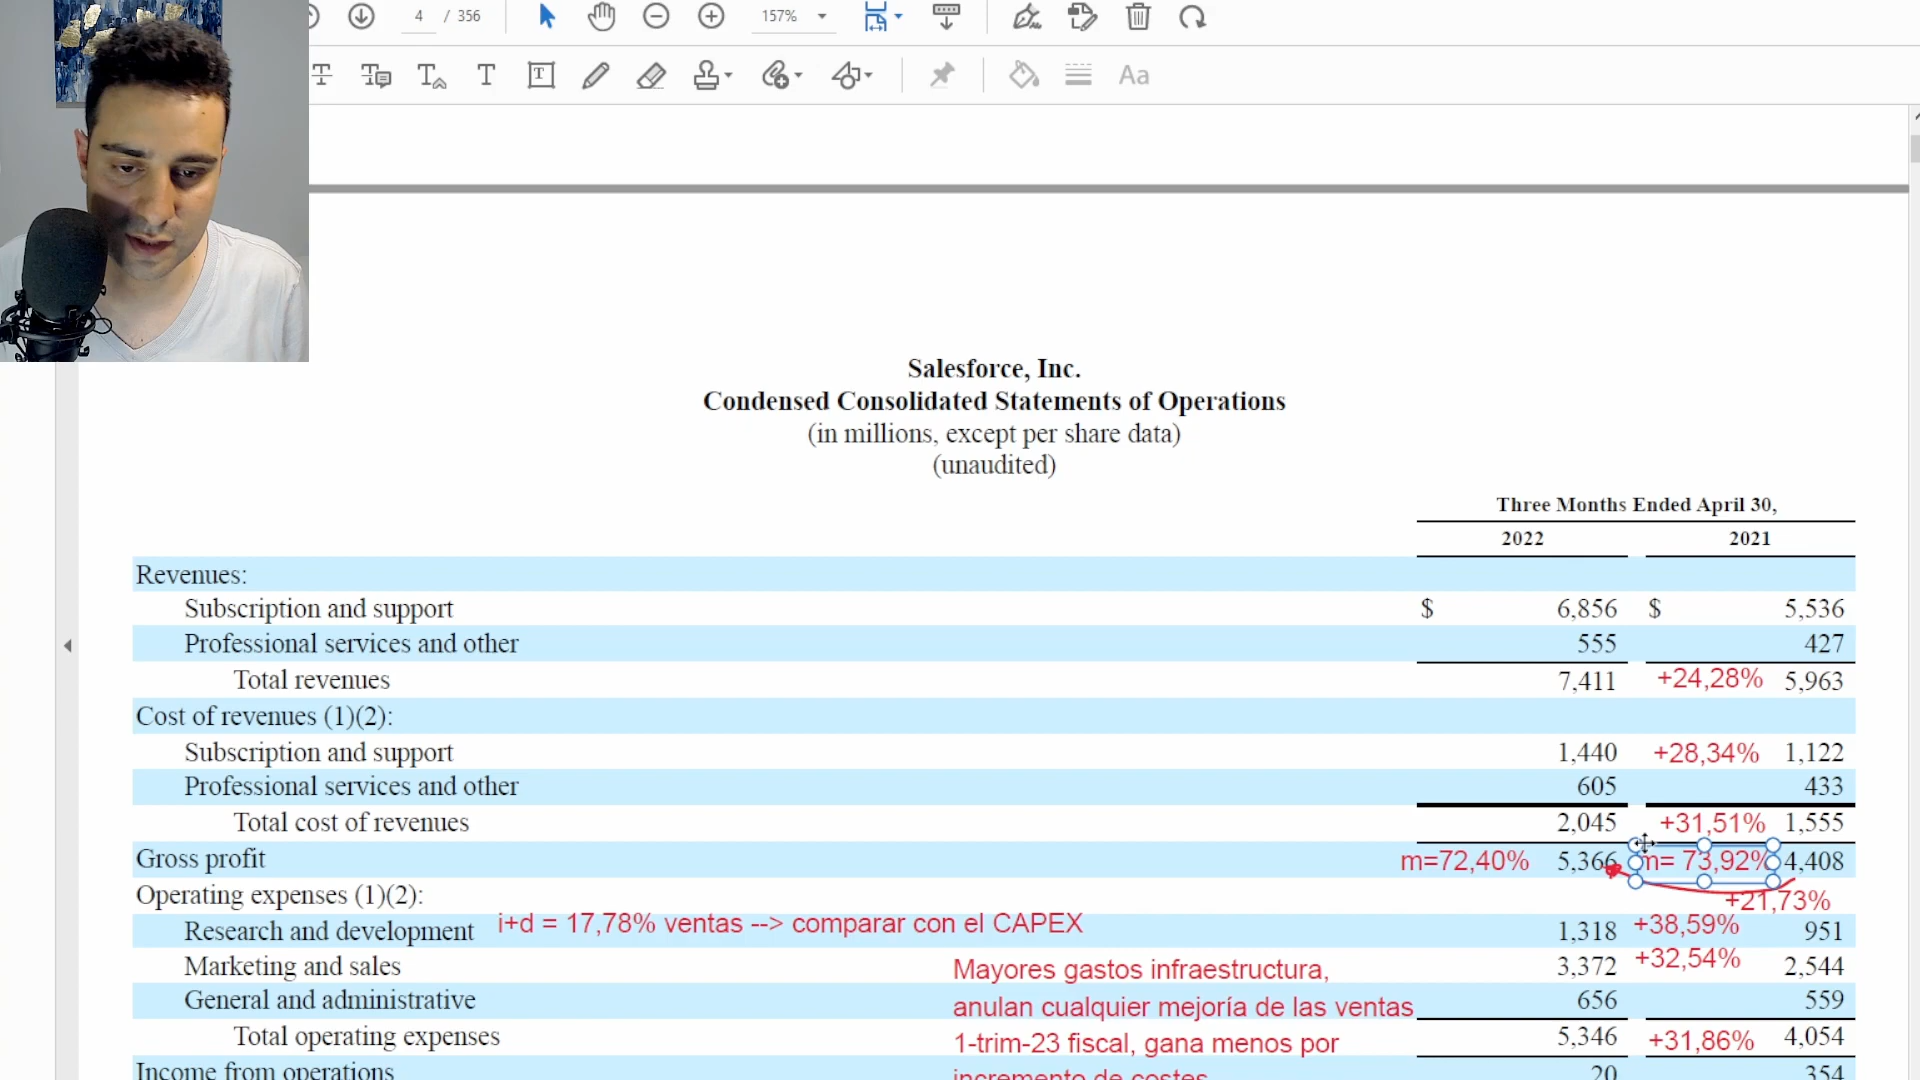 4 / 356
157%
T
T
T
T
T
Aa
Salesforce, Inc.
Condensed Consolidated Statements of Operations
(in millions, except per share data)
(unaudited)
Three Months Ended April 30,
2022 2021
Revenues:
Subscription and support $ 6,856 $ 5,536
Professional services and other 555 427
Total revenues 7,411 +24,28% 5,963
Cost of revenues (1)(2):
Subscription and support 1,440 +28,34% 1,122
Professional services and other 605 433
Total cost of revenues 2,045 +31,51% 1,555
Gross profit m=72,40% 5,366 m= 73,92% 4,408
Operating expenses (1)(2): +21,73%
Research and development i+d = 17,78% ventas --> comparar con el CAPEX 1,318 +38,59% 951
Marketing and sales Mayores gastos infraestructura, 3,372 +32,54% 2,544
General and administrative anulan cualquier mejoría de las ventas 656 559
Total operating expenses 1-trim-23 fiscal, gana menos por 5,346 +31,86% 4,054
Income from operations incremento de costes 20 354